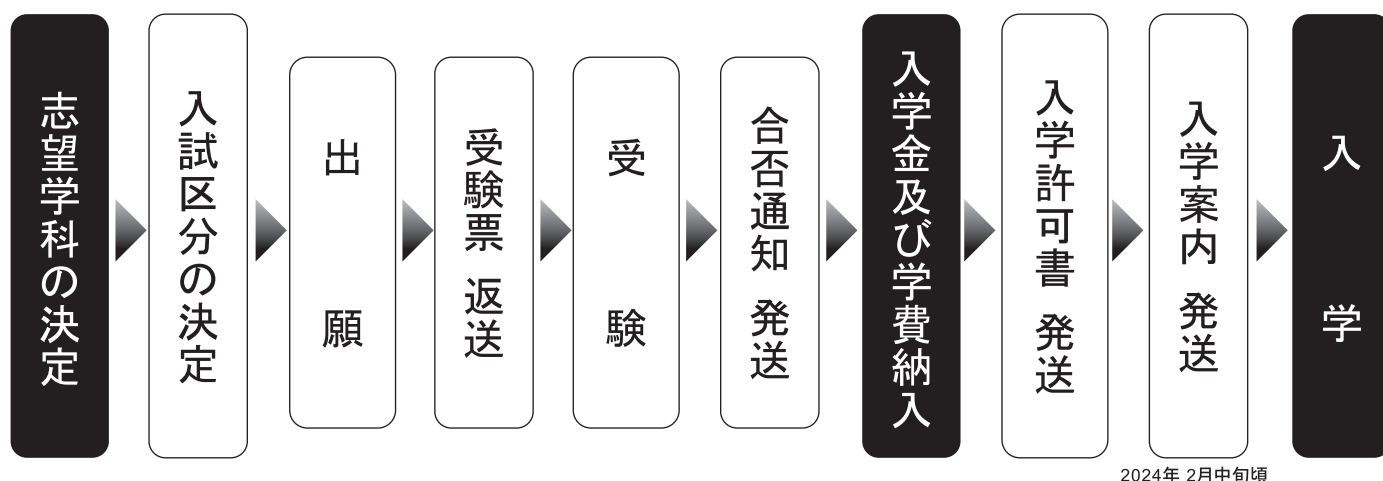 志望学科の決定
入試区分の決定
出願
受験票 返送
受験
合否通知 発送
入学金及び学費納入
入学許可書 発送
入学案内 発送
2024年 2月中旬頃
入学